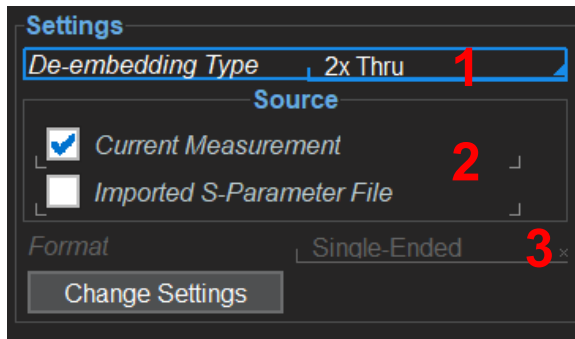 Settings
De-embedding Type 2x Thru 1
Source
Current Measurement
2
Imported S-Parameter File
Format Single-Ended 3 ×
Change Settings